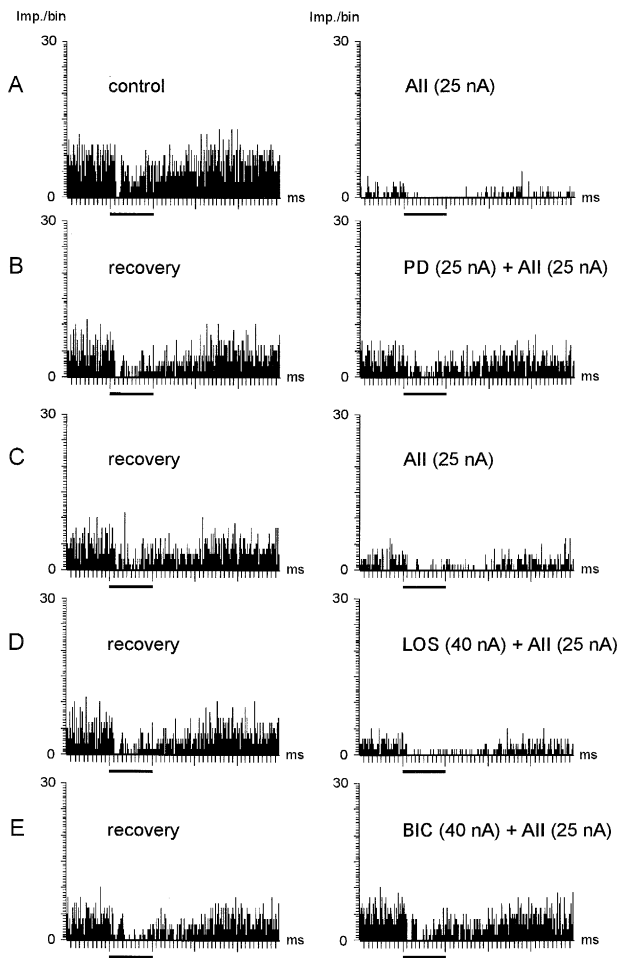 Imp./bin Imp./bin
30 30
A control AII (25 nA)
0 ms 0 ms
30 30
B recovery PD (25 nA) + AII (25 nA)
0 ms 0 ms
30 30
C recovery AII (25 nA)
0 ms 0 ms
30 30
D recovery LOS (40 nA) + AII (25 nA)
0 ms 0 ms
30 30
E recovery BIC (40 nA) + AII (25 nA)
0 ms 0 ms